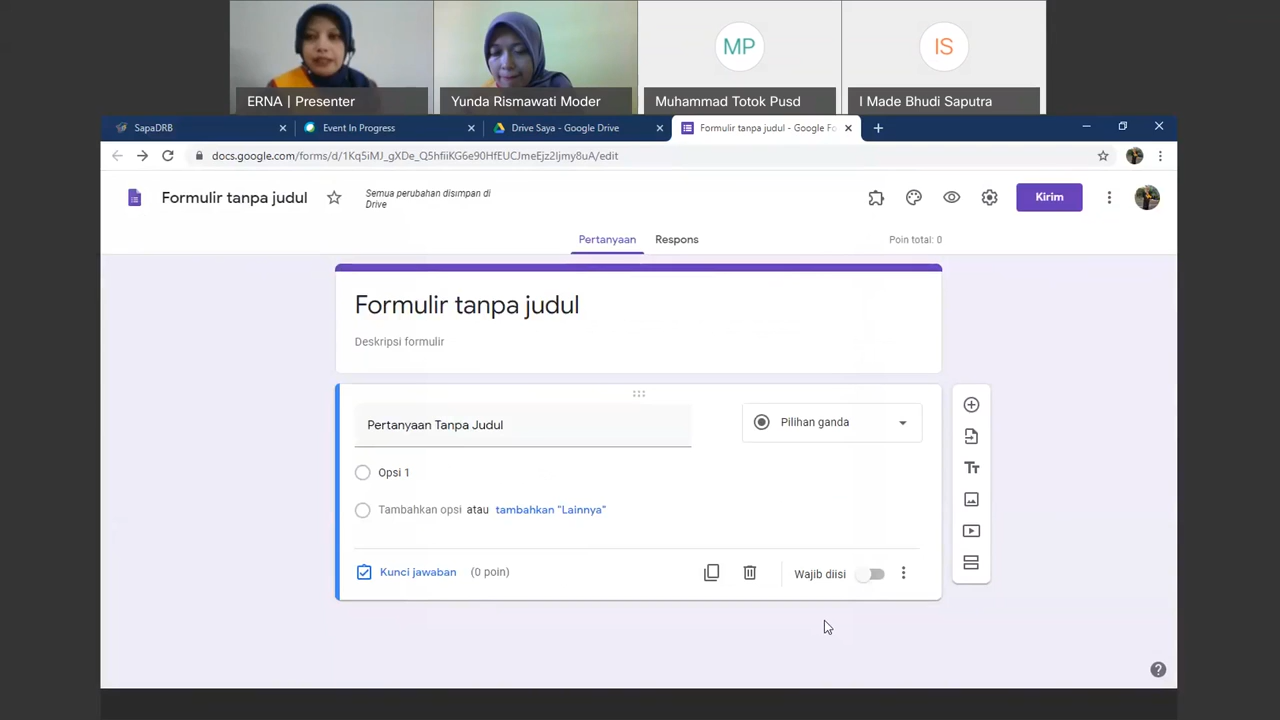 MP
IS
ERNA | Presenter
Yunda Rismawati Moder
Muhammad Totok Pusd
I Made Bhudi Saputra
SapaDRB
Event In Progress
Drive Saya - Google Drive
Formulir tanpa judul - Google Fo
docs.google.com/forms/d/1Kq5iMJ_gXDe_Q5hfiiKG6e90HfEUCJmeEjz2Ijmy8uA/edit
Formulir tanpa judul
Semua perubahan disimpan di
Drive
Kirim
Pertanyaan
Respons
Poin total: 0
Formulir tanpa judul
Deskripsi formulir
Pertanyaan Tanpa Judul
Pilihan ganda
Opsi 1
Tambahkan opsi atau tambahkan "Lainnya"
Kunci jawaban (0 poin)
Wajib diisi